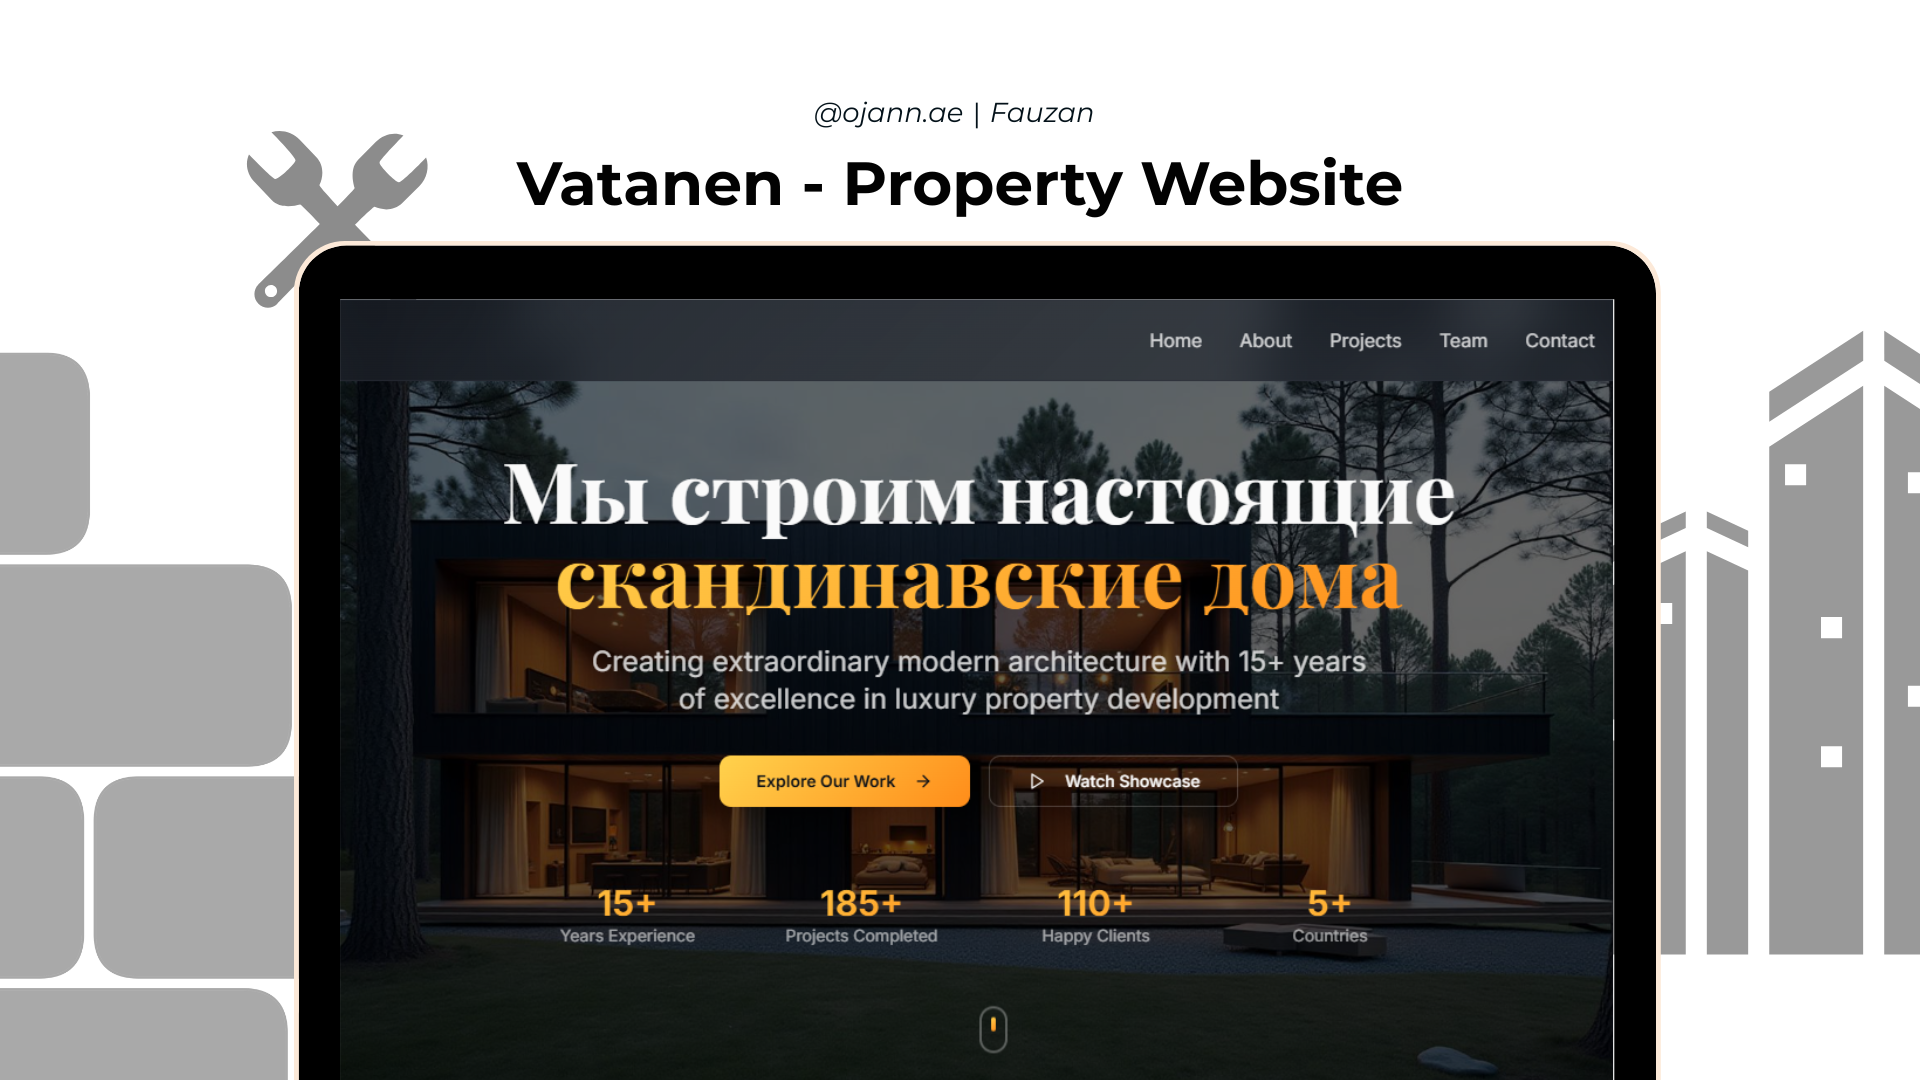 @ojann.ae | Fauzan
Vatanen - Property Website
Home About Projects Team Contact
Мы строим настоящие
скандинавские дома
Creating extraordinary modern architecture with 15+ years
of excellence in luxury property development
Explore Our Work
Watch Showcase
15+ 185+ 110+ 5+
Years Experience Projects Completed Happy Clients Countries